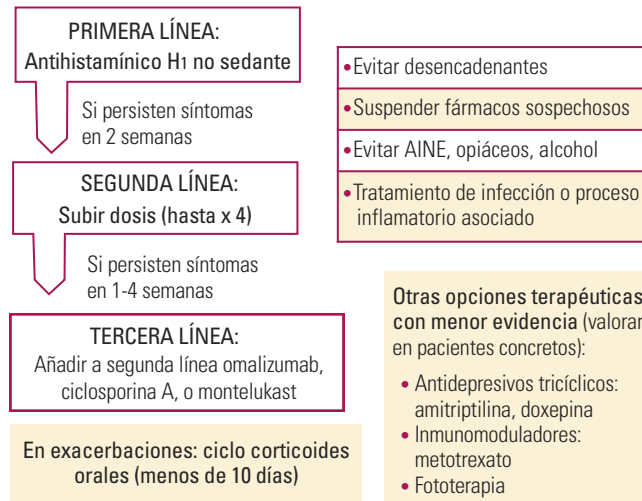 PRIMERA LÍNEA:
Antihistamínico H1 no sedante
Si persisten síntomas
en 2 semanas
SEGUNDA LÍNEA:
Subir dosis (hasta x 4)
Si persisten síntomas
en 1-4 semanas
TERCERA LÍNEA:
Añadir a segunda línea omalizumab,
ciclosporina A, o montelukast
En exacerbaciones: ciclo corticoides
orales (menos de 10 días)
•Evitar desencadenantes
•Suspender fármacos sospechosos
•Evitar AINE, opiáceos, alcohol
•Tratamiento de infección o proceso
inflamatorio asociado
Otras opciones terapéuticas
con menor evidencia (valorar
en pacientes concretos):
• Antidepresivos tricíclicos:
amitriptilina, doxepina
• Inmunomoduladores:
metotrexato
• Fototerapia